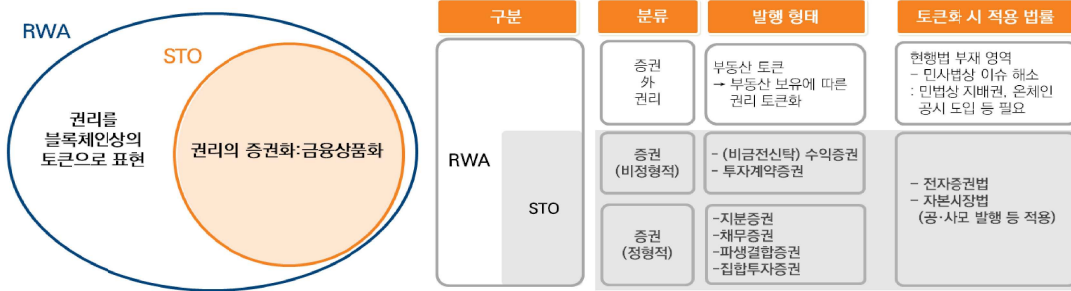 RWA
STO
권리를
블록체인상의
토큰으로 표현
권리의 증권화:금융상품화
구분
분류
발행 형태
토큰화 시 적용 법률
RWA
STO
증권
外
권리
부동산 토큰
→ 부동산 보유에 따른
권리 토큰화
현행법 부재 영역
- 민사법상 이슈 해소
: 민법상 지배권, 온체인
공시 도입 등 필요
증권
(비정형적)
- (비금전신탁) 수익증권
- 투자계약증권
- 전자증권법
- 자본시장법
(공·사모 발행 등 적용)
증권
(정형적)
-지분증권
-채무증권
-파생결합증권
-집합투자증권